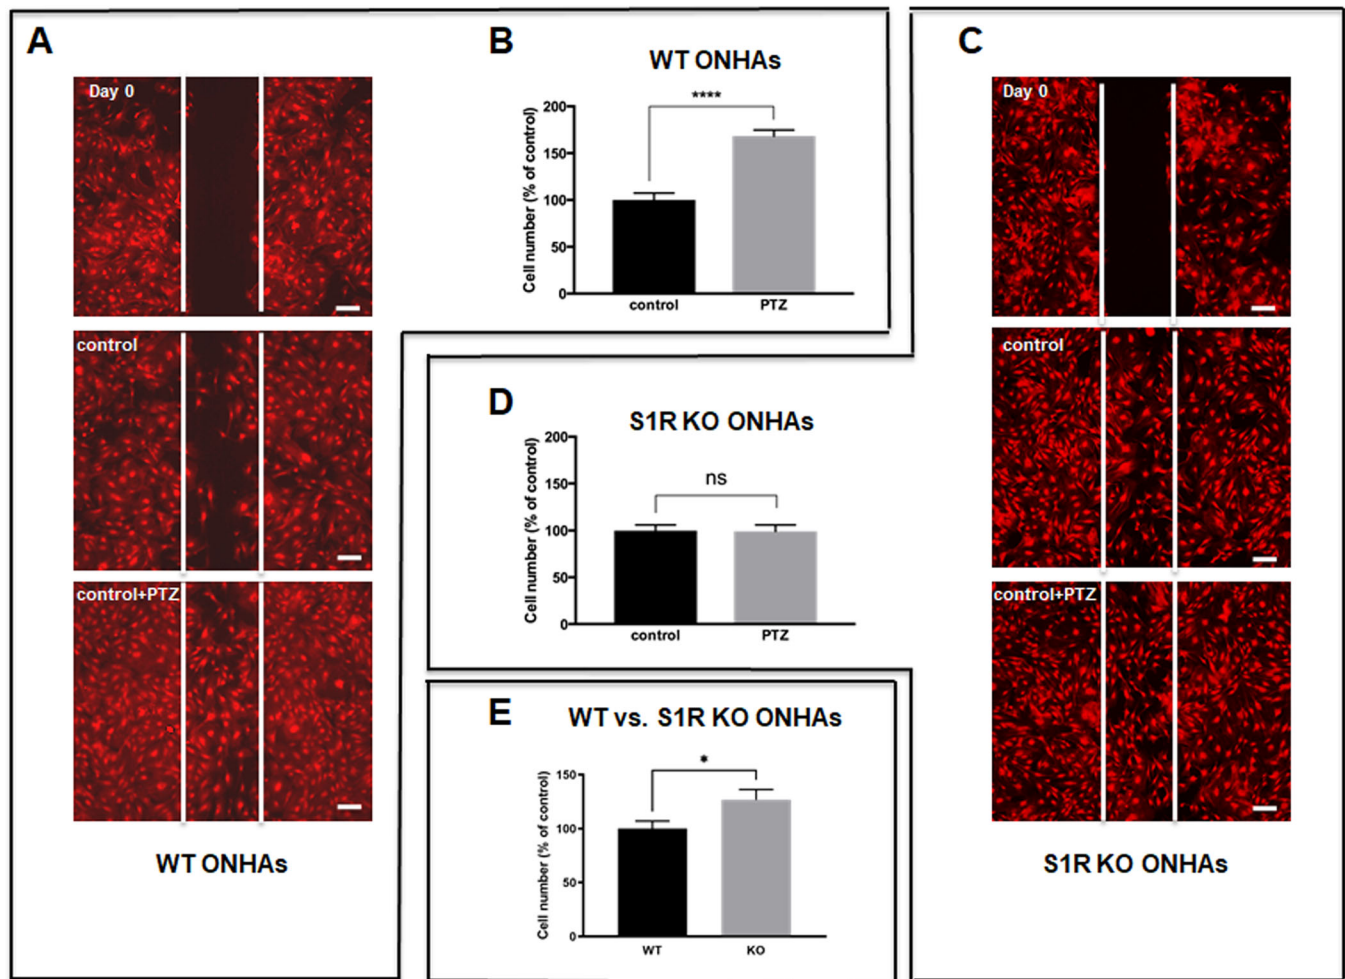 A
Day 0
control
control+PTZ
WT ONHAs
B
WT ONHAs
****
Cell number (% of control)
200
150
100
50
0
control
PTZ
C
Day 0
control
control+PTZ
S1R KO ONHAs
D
S1R KO ONHAs
ns
Cell number (% of control)
200
150
100
50
0
control
PTZ
E
WT vs. S1R KO ONHAs
*
Cell number (% of control)
150
100
50
0
WT
KO